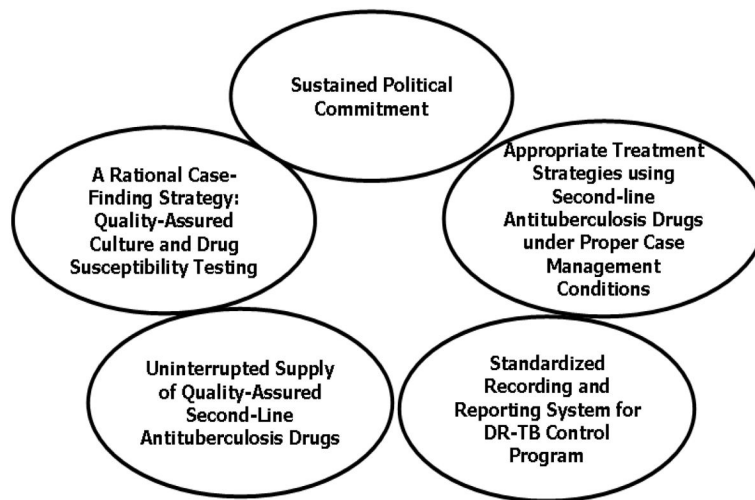 Sustained Political
Commitment
A Rational Case-
Finding Strategy:
Quality-Assured
Culture and Drug
Susceptibility Testing
Appropriate Treatment
Strategies using
Second-line
Antituberculosis Drugs
under Proper Case
Management
Conditions
Uninterrupted Supply
of Quality-Assured
Second-Line
Antituberculosis Drugs
Standardized
Recording and
Reporting System for
DR-TB Control
Program